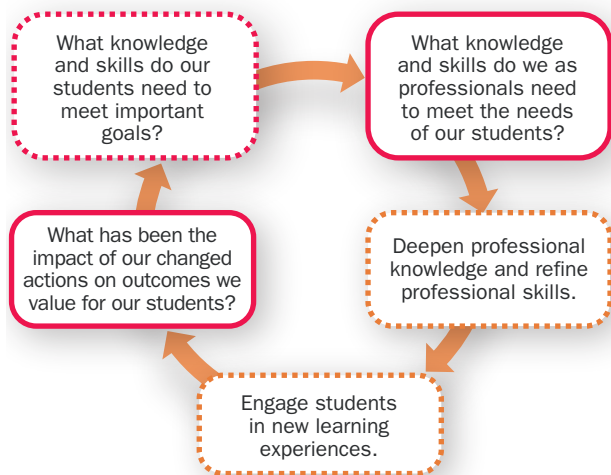 What knowledge
and skills do our
students need to
meet important
goals?
What knowledge
and skills do we as
professionals need
to meet the needs
of our students?
Deepen professional
knowledge and refine
professional skills.
Engage students
in new learning
experiences.
What has been the
impact of our changed
actions on outcomes we
value for our students?